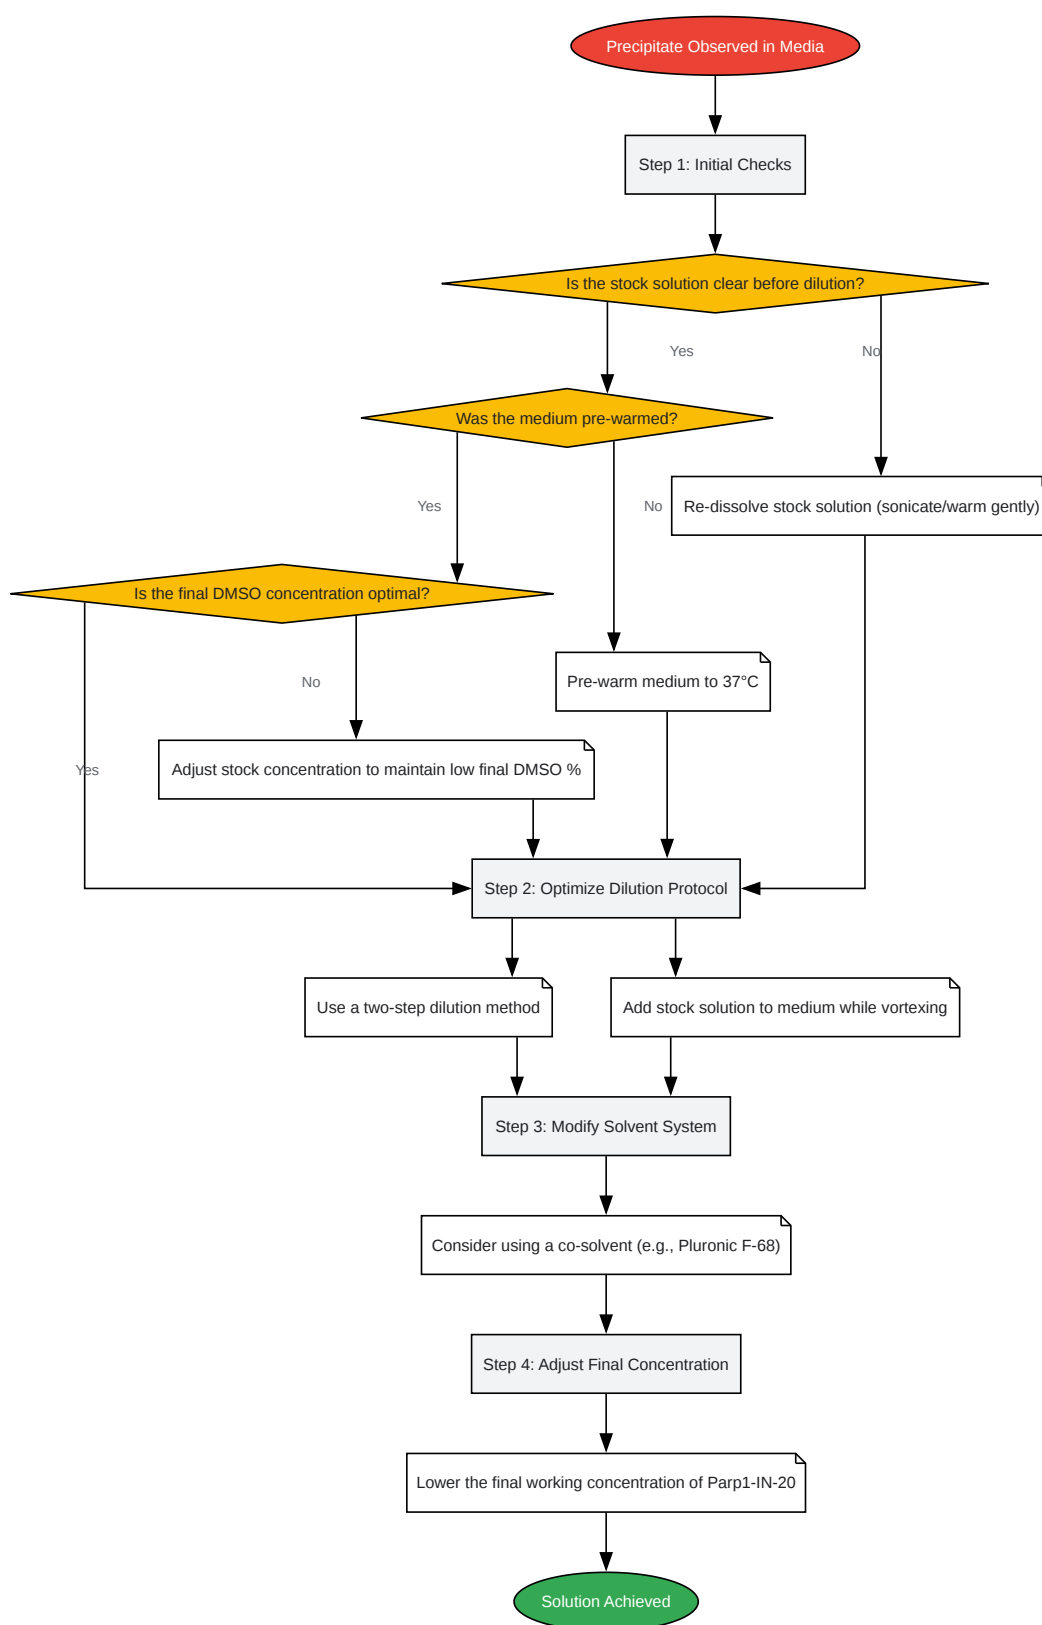 Precipitate Observed in Media
Step 1: Initial Checks
Is the stock solution clear before dilution?
Yes
No
Was the medium pre-warmed?
Yes
No
Re-dissolve stock solution (sonicate/warm gently)
Is the final DMSO concentration optimal?
No
Pre-warm medium to 37°C
Yes
Adjust stock concentration to maintain low final DMSO %
Step 2: Optimize Dilution Protocol
Use a two-step dilution method
Add stock solution to medium while vortexing
Step 3: Modify Solvent System
Consider using a co-solvent (e.g., Pluronic F-68)
Step 4: Adjust Final Concentration
Lower the final working concentration of Parp1-IN-20
Solution Achieved